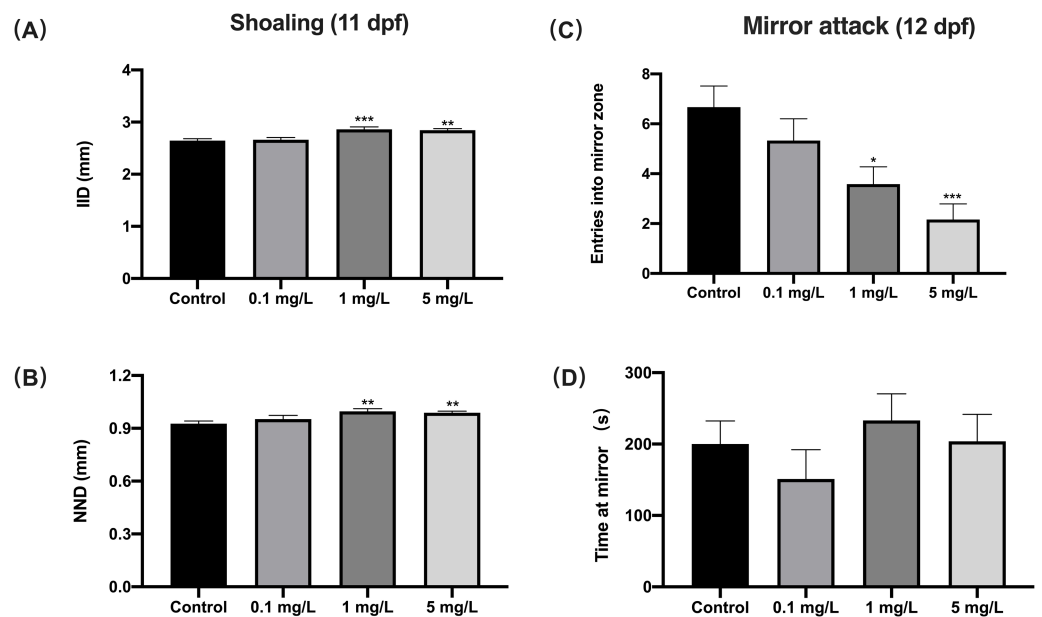 (A)
Shoaling (11 dpf)
IID (mm)
4
3
2
1
0
***
**
Control
0.1 mg/L
1 mg/L
5 mg/L
(B)
NND (mm)
1.2
0.9
0.6
0.3
0.0
**
**
Control
0.1 mg/L
1 mg/L
5 mg/L
(C)
Mirror attack (12 dpf)
Entries into mirror zone
8
6
4
2
0
*
***
Control
0.1 mg/L
1 mg/L
5 mg/L
(D)
Time at mirror (s)
300
200
100
0
Control
0.1 mg/L
1 mg/L
5 mg/L